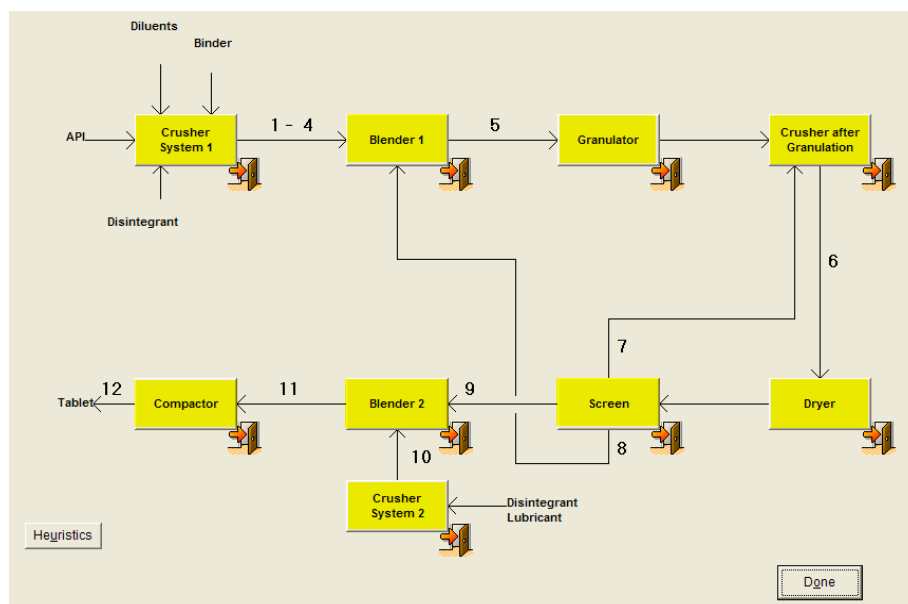 Diluents
Binder
API
Crusher
System 1
1 - 4
Blender 1
5
Granulator
Crusher after
Granulation
Disintegrant
6
7
12
11
9
Tablet
Compactor
Blender 2
Screen
Dryer
10
8
Crusher
System 2
Disintegrant
Lubricant
Heuristics
Done